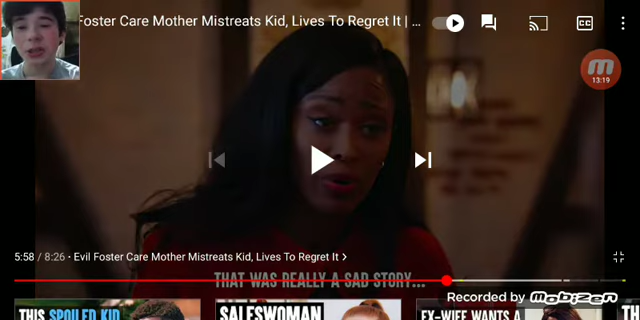 Foster Care Mother Mistreats Kid, Lives To Regret It | ...
CC
13:19
5:58 / 8:26 • Evil Foster Care Mother Mistreats Kid, Lives To Regret It >
THAT WAS REALLY A SAD STORY...
Recorded by mobizen
THIS SPOILED KID
SALESWOMAN
EX-WIFE WANTS A